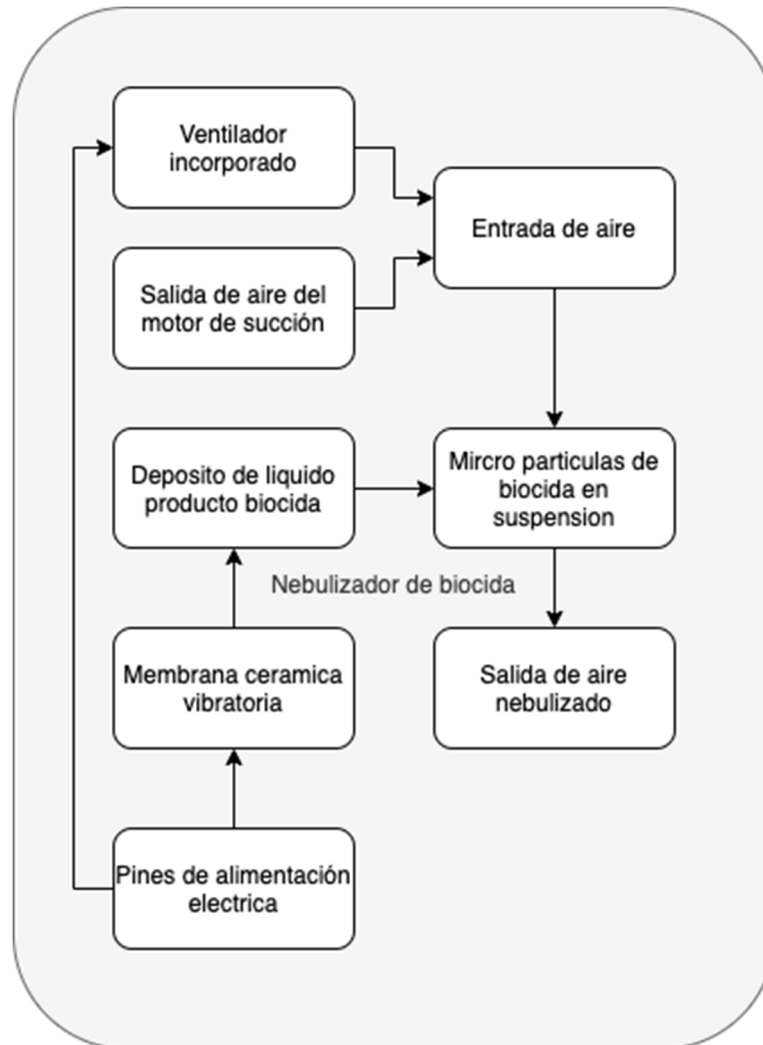 Ventilador
incorporado
Entrada de aire
Salida de aire del
motor de succión
Deposito de liquido
producto biocida
Mircro particulas de
biocida en
suspension
Nebulizador de biocida
Membrana ceramica
vibratoria
Salida de aire
nebulizado
Pines de alimentación
electrica